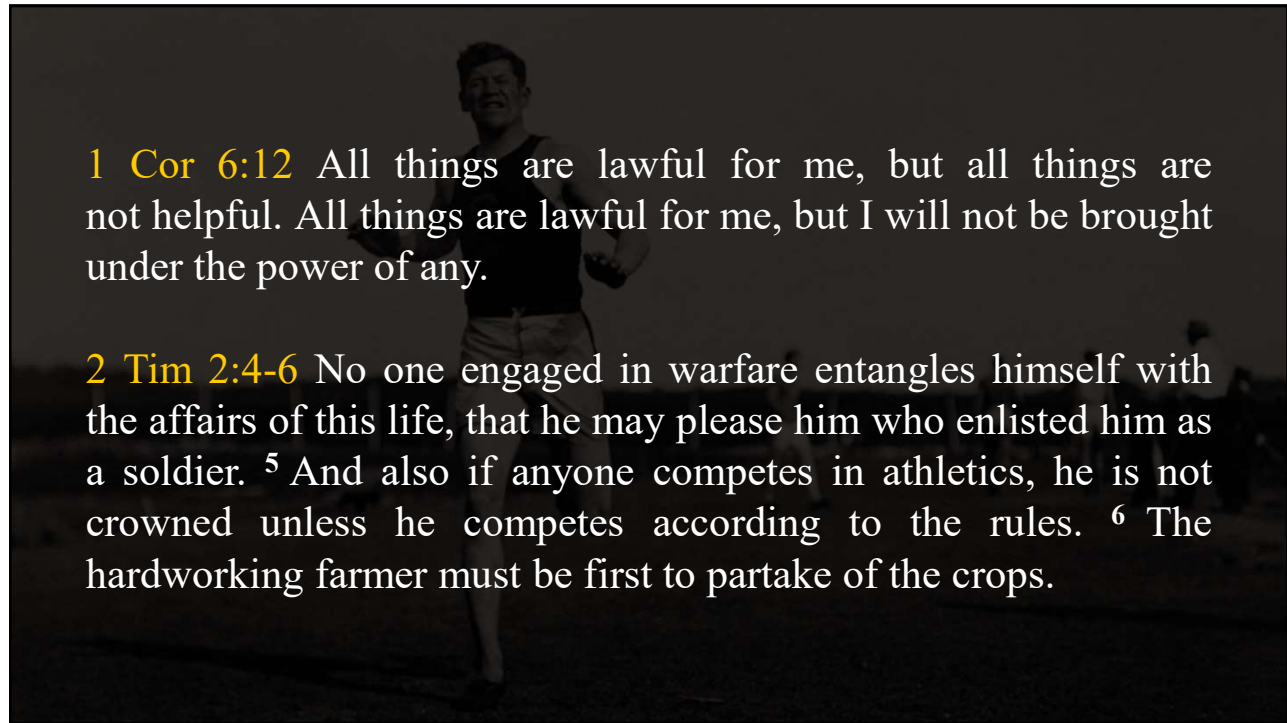 1 Cor 6:12 All things are lawful for me, but all things are
not helpful. All things are lawful for me, but I will not be brought
under the power of any.
2 Tim 2:4-6 No one engaged in warfare entangles himself with
the affairs of this life, that he may please him who enlisted him as
a soldier. 5 And also if anyone competes in athletics, he is not
crowned unless he competes according to the rules. 6 The
hardworking farmer must be first to partake of the crops.